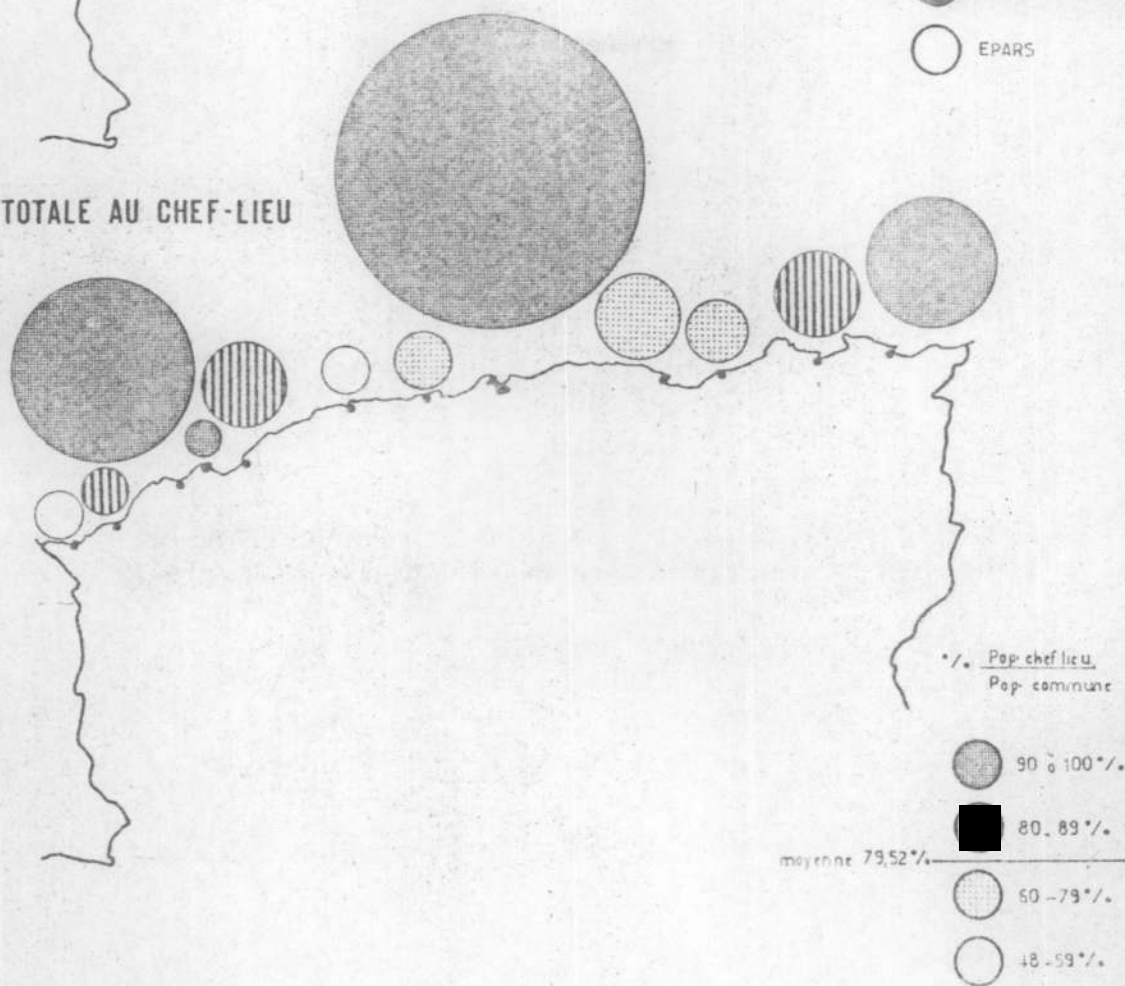 EPARS
TOTALE AU CHEF-LIEU
% Pop. chef lieu
Pop. commune
90 à 100 %
80 - 89 %
moyenne 79,52 %
60 - 79 %
48 - 59 %